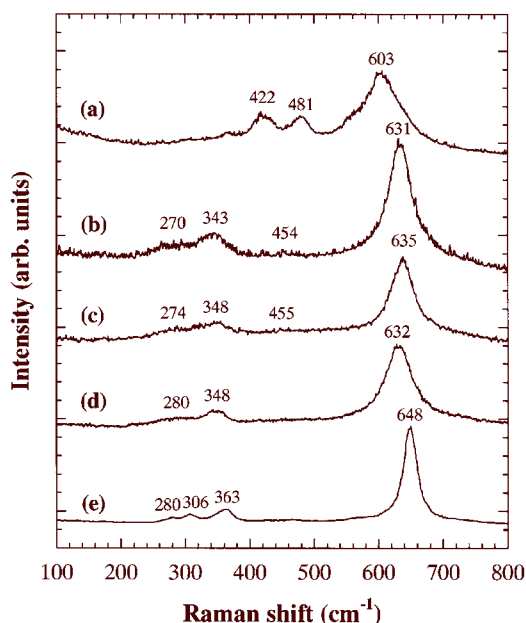 603
422 481
(a)
631
270 343 454
(b)
635
274 348 455
(c)
632
280 348
(d)
648
280 306 363
(e)
Intensity (arb. units)
100 200 300 400 500 600 700 800
Raman shift (cm⁻¹)